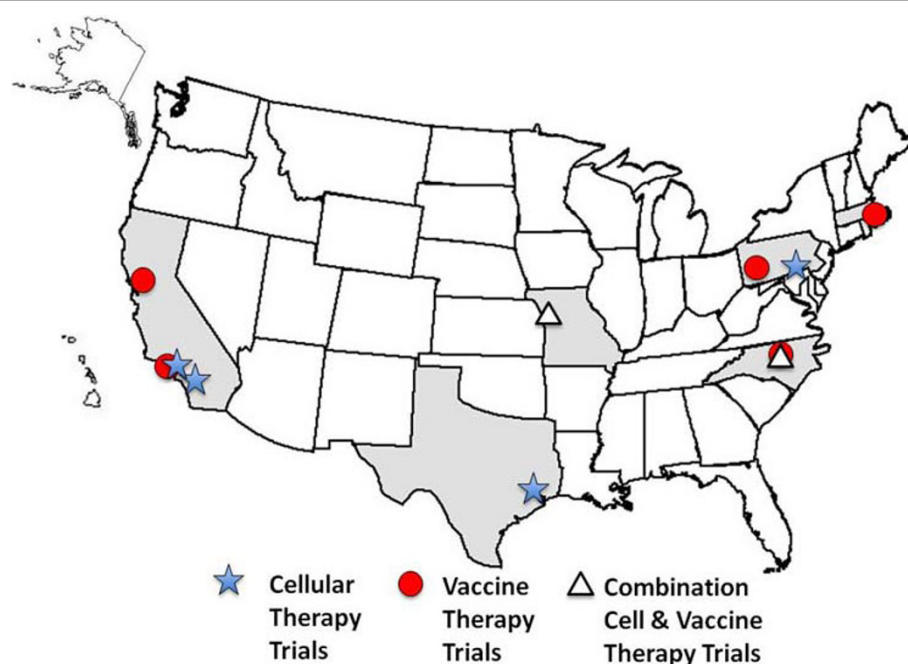 Cellular
Therapy
Trials
Vaccine
Therapy
Trials
Combination
Cell & Vaccine
Therapy Trials